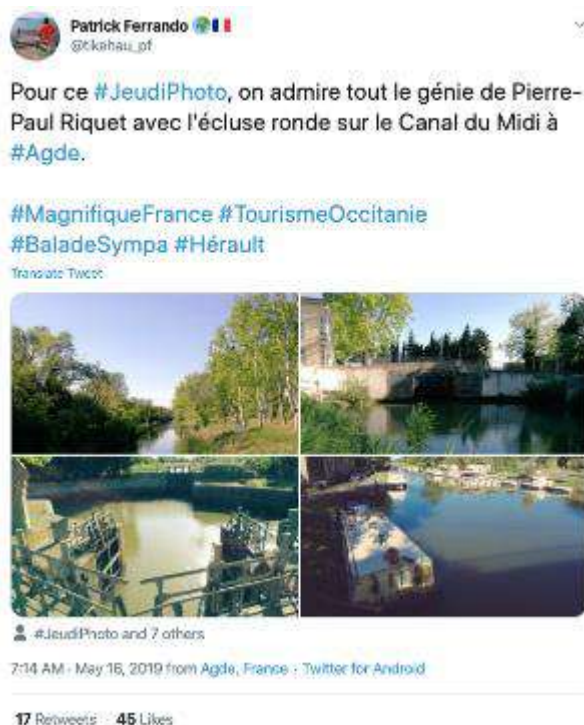 Patrick Ferrando
@tikehau_pf
Pour ce #JeudiPhoto, on admire tout le génie de Pierre-
Paul Riquet avec l'écluse ronde sur le Canal du Midi à
#Agde.
#MagnifiqueFrance #TourismeOccitanie
#BaladeSympa #Hérault
Translate Tweet
#JeudiPhoto and 7 others
7:14 AM · May 16, 2019 from Agde, France · Twitter for Android
17 Retweets 45 Likes